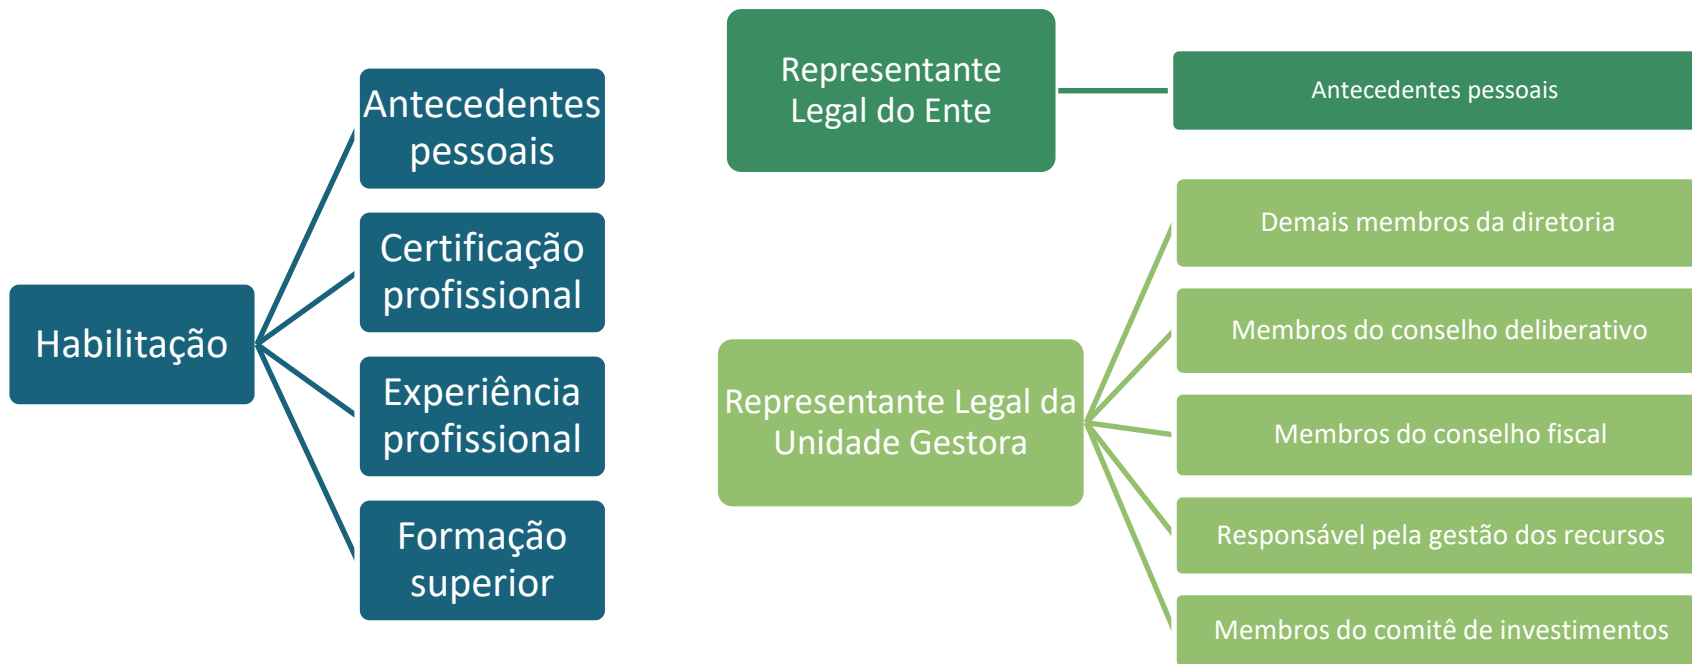 Habilitação
Antecedentes
pessoais
Certificação
profissional
Experiência
profissional
Formação
superior
Representante
Legal do Ente
Antecedentes pessoais
Representante Legal da
Unidade Gestora
Demais membros da diretoria
Membros do conselho deliberativo
Membros do conselho fiscal
Responsável pela gestão dos recursos
Membros do comitê de investimentos